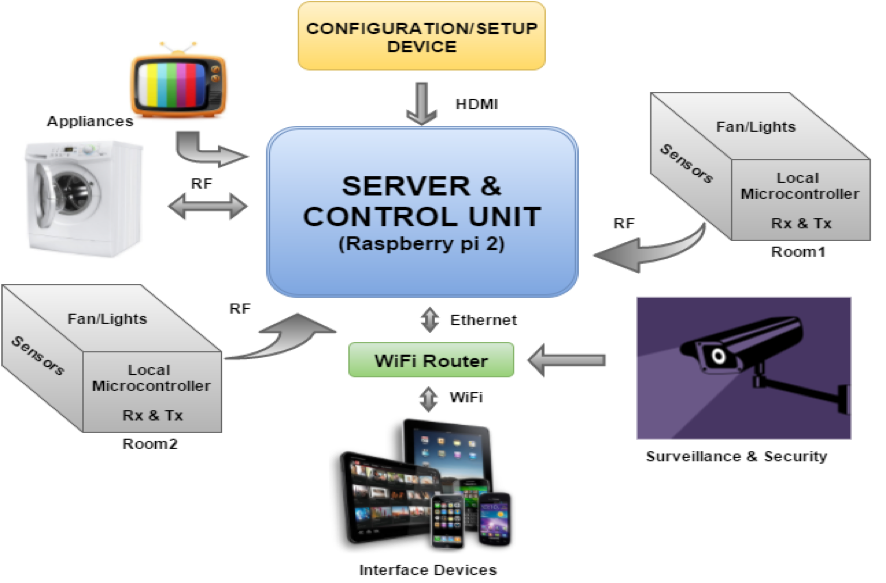 CONFIGURATION/SETUP
DEVICE
HDMI
Appliances
RF
SERVER &
CONTROL UNIT
(Raspberry pi 2)
Fan/Lights
Sensors
Local
Microcontroller
Rx & Tx
Room1
RF
Fan/Lights
Sensors
Local
Microcontroller
Rx & Tx
Room2
RF
Ethernet
WiFi Router
WiFi
Surveillance & Security
Interface Devices